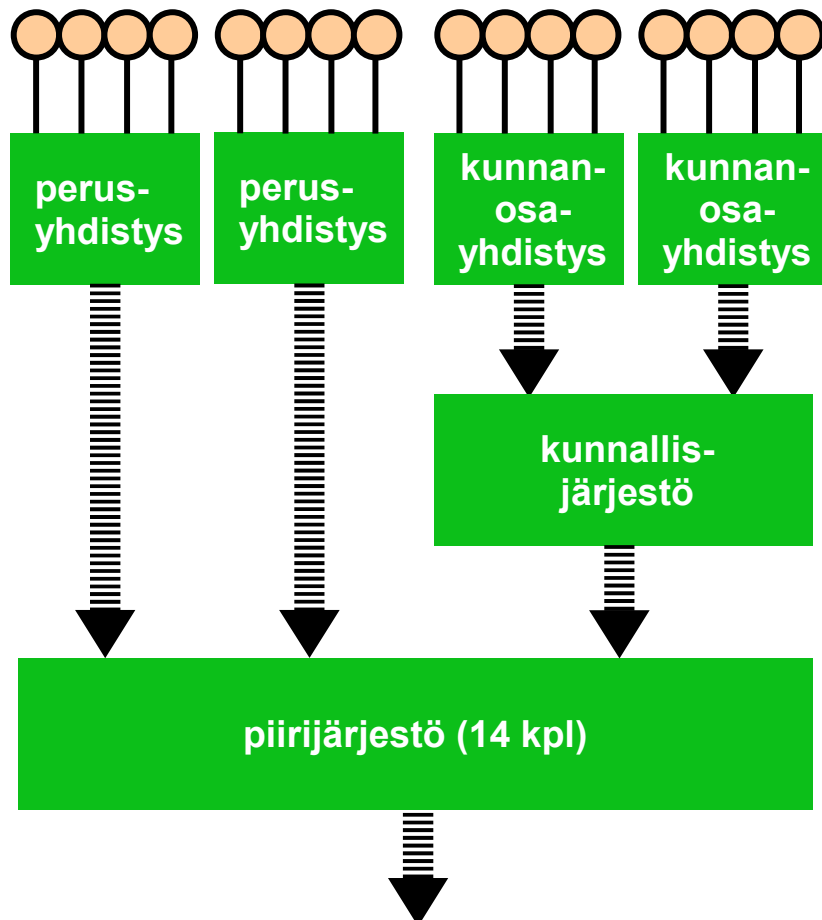 perus-
yhdistys
perus-
yhdistys
kunnan-
osa-
yhdistys
kunnan-
osa-
yhdistys
kunnallis-
järjestö
piirijärjestö (14 kpl)